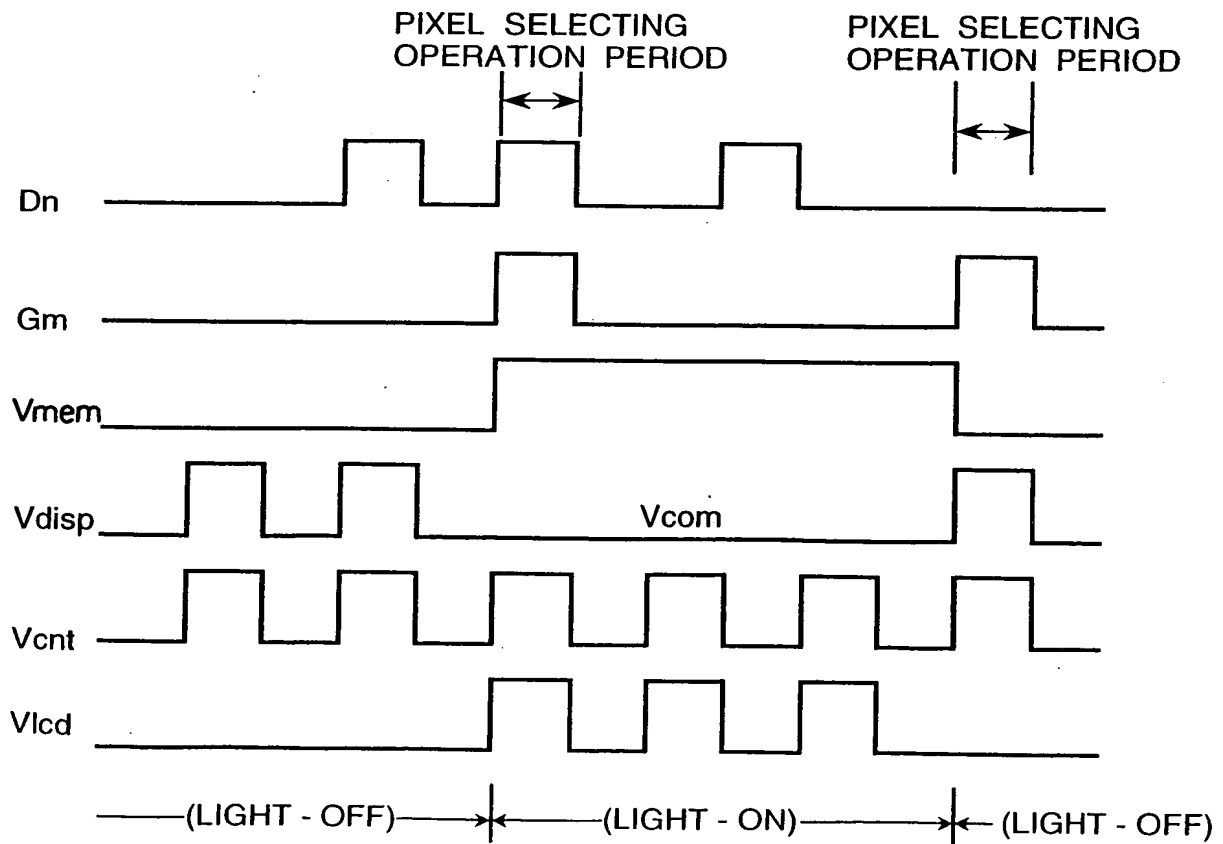 PIXEL SELECTING
OPERATION PERIOD
PIXEL SELECTING
OPERATION PERIOD
Dn
Gm
Vmem
Vdisp
Vcom
Vcnt
Vlcd
(LIGHT - OFF)
(LIGHT - ON)
(LIGHT - OFF)